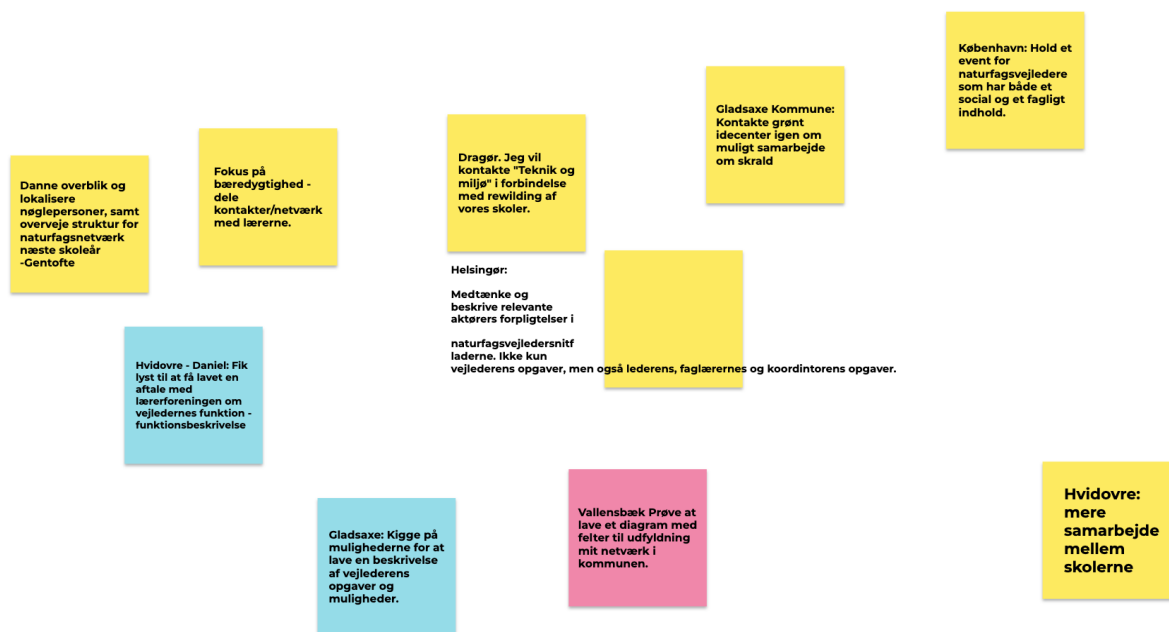 Danne overblik og
lokalisere
nøglepersoner, samt
overveje struktur for
naturfagsnetværk
næste skoleår
-Gentofte
Fokus på
bæredygtighed -
dele
kontakter/netværk
med lærerne.
Dragør. Jeg vil
kontakte "Teknik og
miljø" i forbindelse
med rewilding af
vores skoler.
Gladsaxe Kommune:
Kontakte grønt
idecenter igen om
muligt samarbejde
om skrald
København: Hold et
event for
naturfagsvejledere
som har både et
social og et fagligt
indhold.
Helsingør:
Medtænke og
beskrive relevante
aktørers forpligtelser i
naturfagsvejledersnitf
laderne. Ikke kun
vejlederens opgaver, men også lederens, faglærernes og koordintorens opgaver.
Hvidovre - Daniel: Fik
lyst til at få lavet en
aftale med
lærerforeningen om
vejledernes funktion -
funktionsbeskrivelse
Gladsaxe: Kigge på
mulighederne for at
lave en beskrivelse
af vejlederens
opgaver og
muligheder.
Vallensbæk Prøve at
lave et diagram med
felter til udfyldning
mit netværk i
kommunen.
Hvidovre:
mere
samarbejde
mellem
skolerne